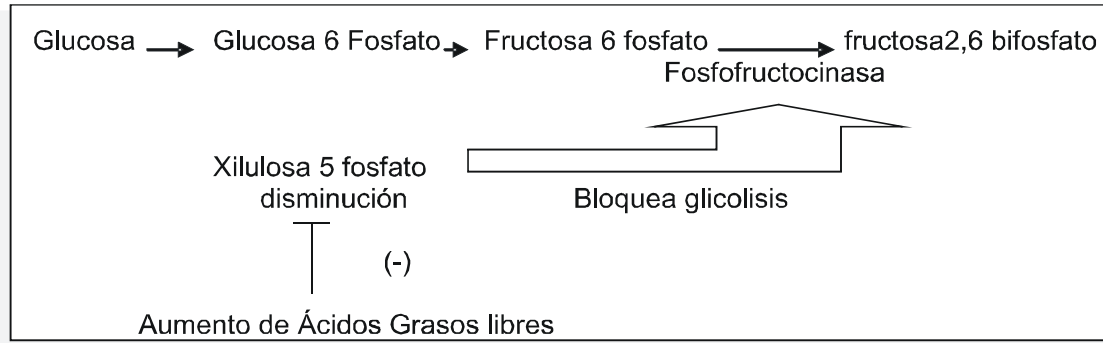 Glucosa Glucosa 6 Fosfato Fructosa 6 fosfato fructosa2,6 bifosfato
Fosfofructocinasa
Xilulosa 5 fosfato
disminución
Bloquea glicolisis
(-)
Aumento de Ácidos Grasos libres